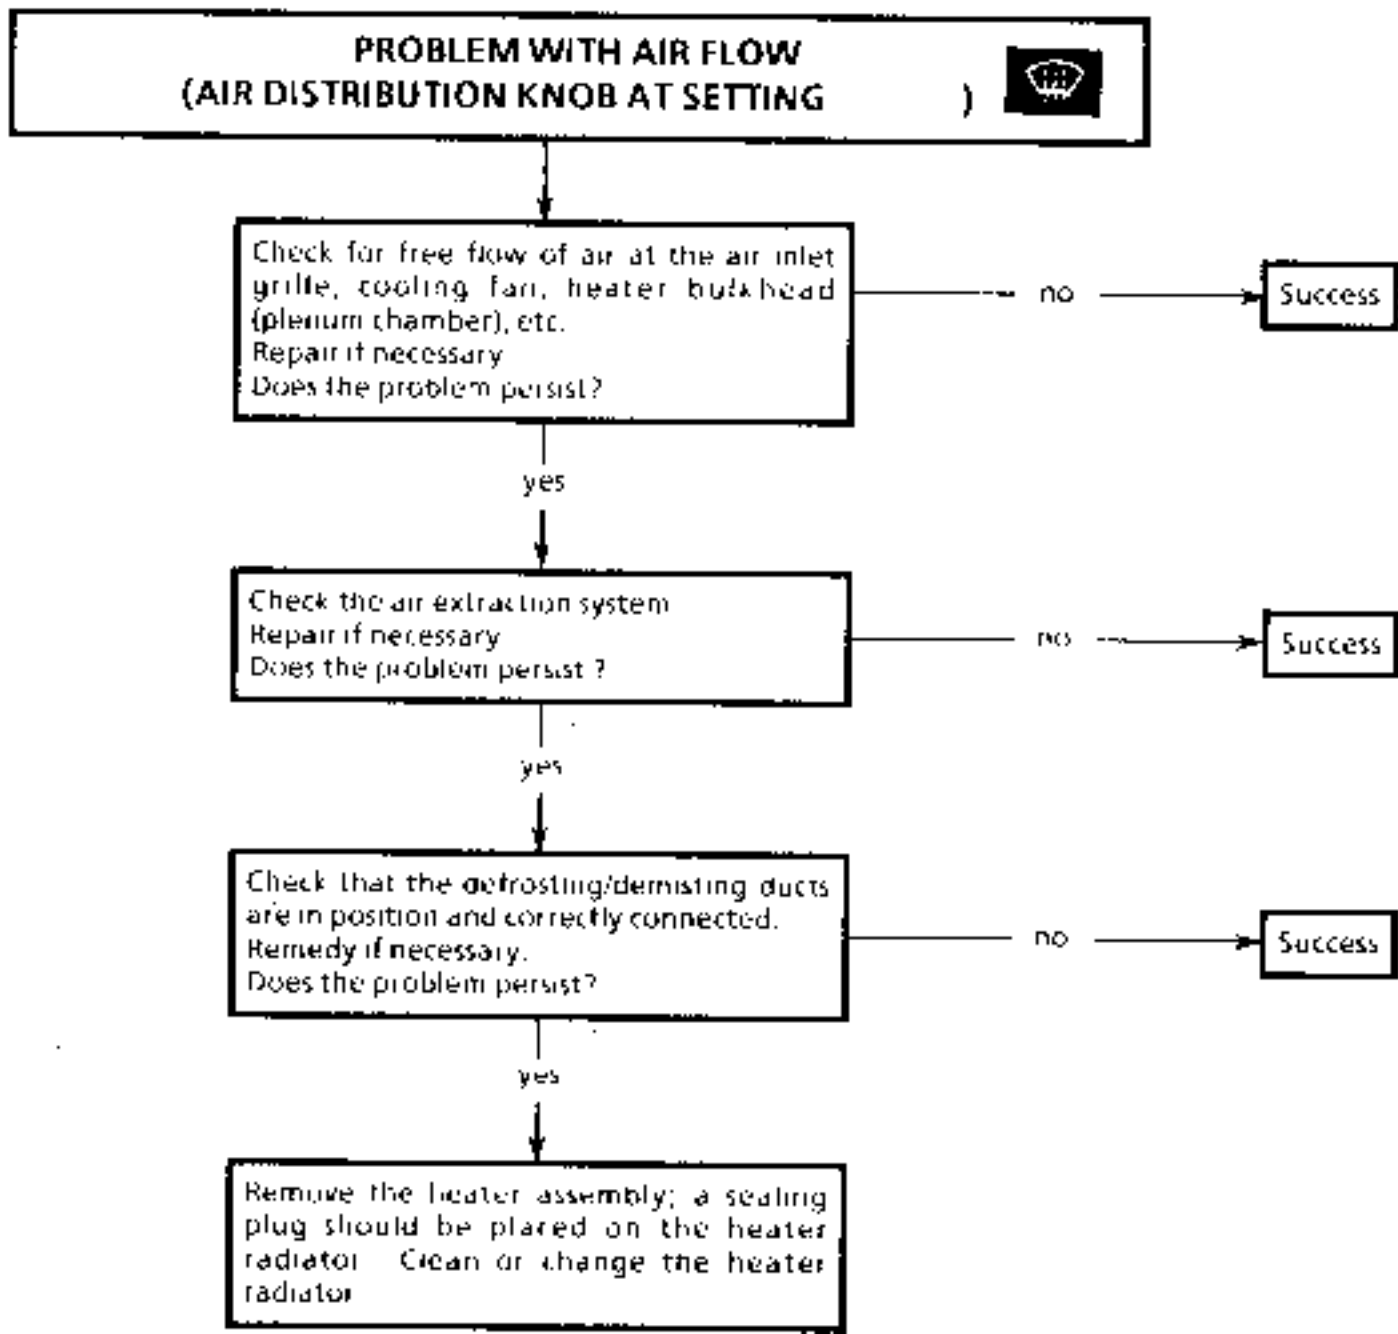 PROBLEM WITH AIR FLOW
(AIR DISTRIBUTION KNOB AT SETTING )
Check for free flow of air at the air inlet
grille, cooling fan, heater bulkhead
(plenum chamber), etc.
Repair if necessary
Does the problem persist?
no
Success
yes
Check the air extraction system
Repair if necessary
Does the problem persist ?
no
Success
yes
Check that the defrosting/demisting ducts
are in position and correctly connected.
Remedy if necessary.
Does the problem persist?
no
Success
yes
Remove the heater assembly; a sealing
plug should be placed on the heater
radiator Clean or change the heater
radiator